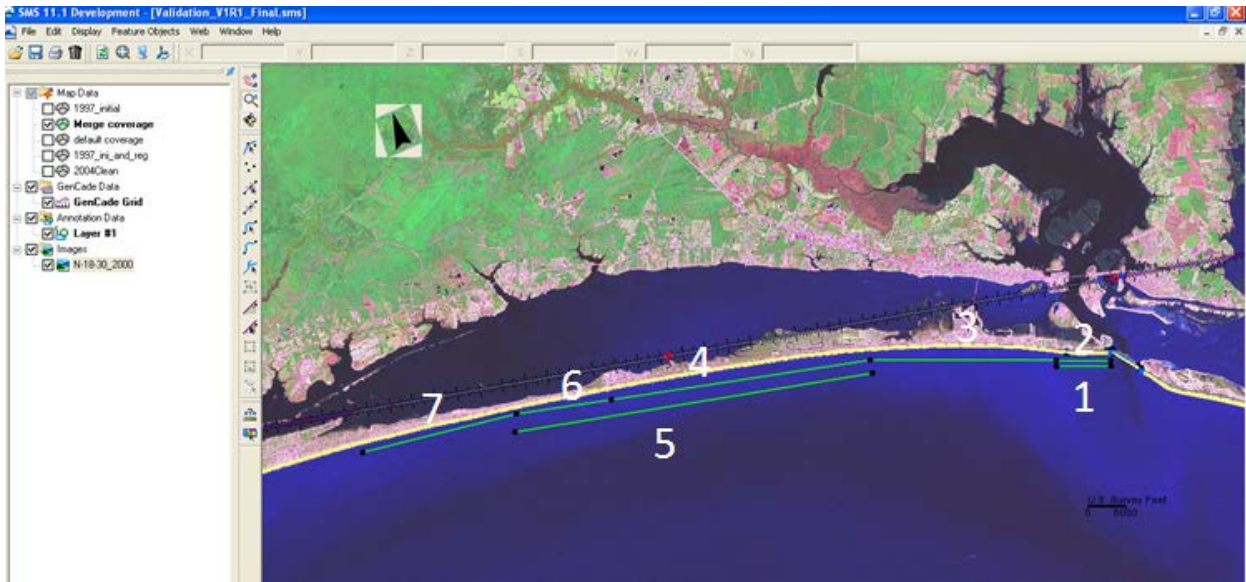 SMS 11.1 Development - [Validation_V1R1_Final.sms]
File Edit Display Feature Objects Web Window Help
X Y Z S Vx Vy
Map Data
1997_initial
Merge coverage
default coverage
1997_ini_and_reg
2004Clean
GenCade Data
GenCade Grid
Annotation Data
Layer #1
Images
N-18-30_2000
3
2
4
6
7
1
5
U.S. Survey Feet
0 6000